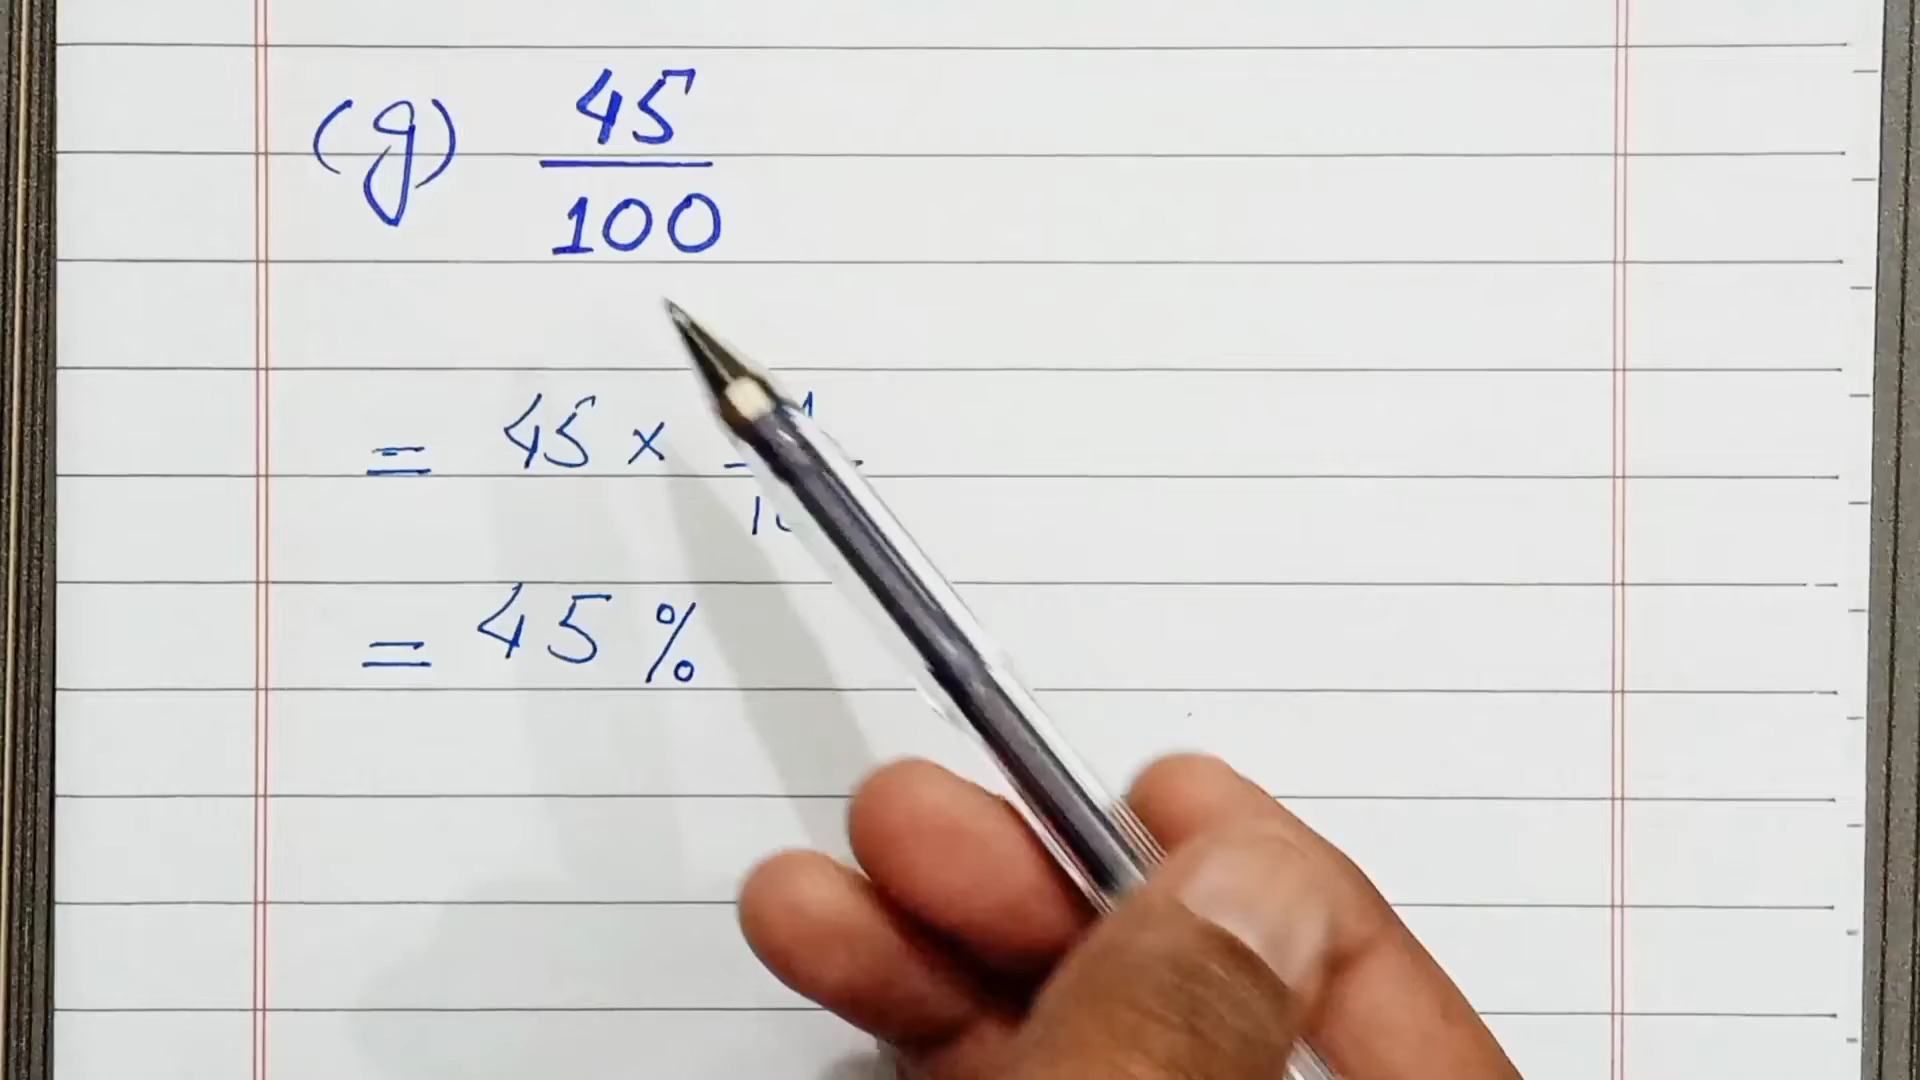 (g) 45/100
= 45 ×
= 45 %